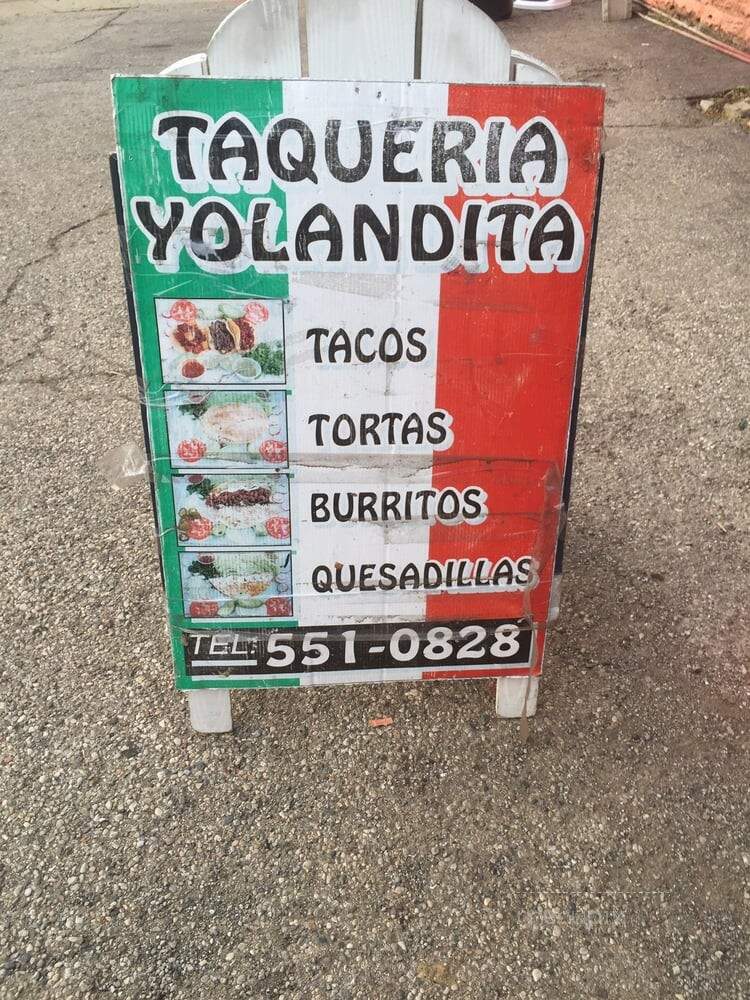 TAQUERIA
YOLANDITA
TACOS
TORTAS
BURRITOS
QUESADILLAS
TEL: 551-0828